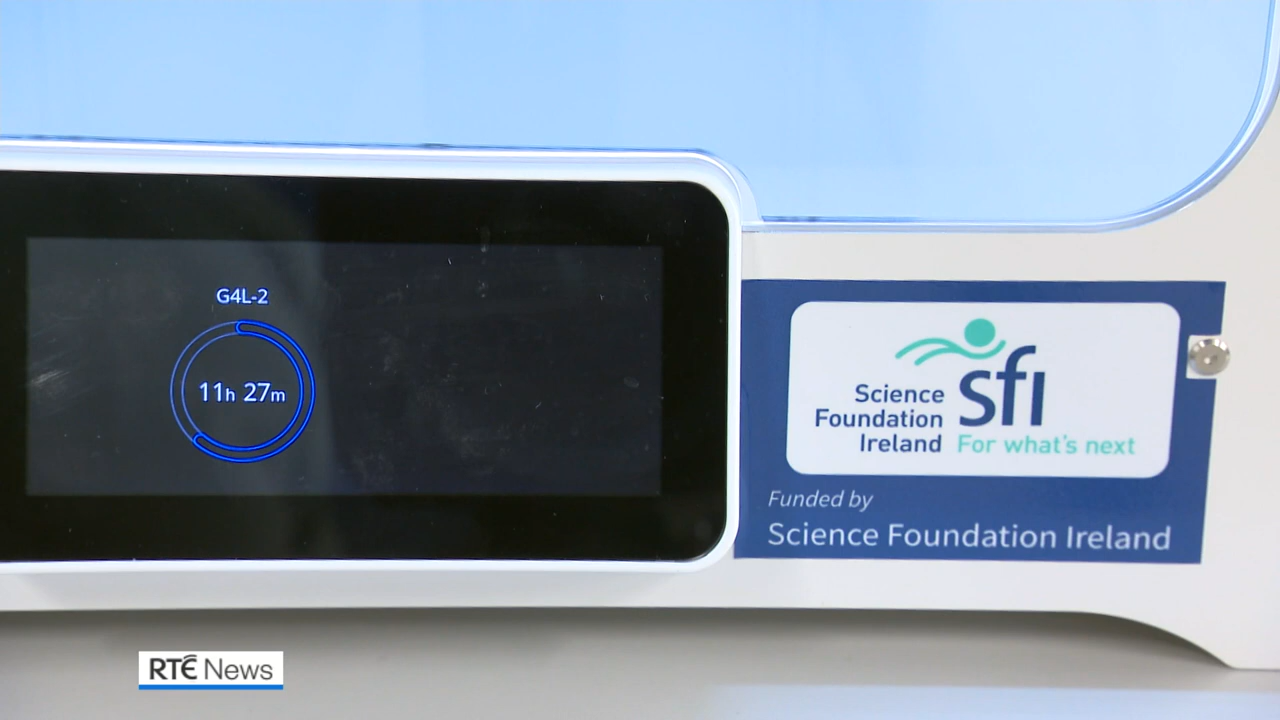 G4L-2
11h 27m
Science
Foundation
Ireland
sfi
For what's next
Funded by
Science Foundation Ireland
RTÉ News